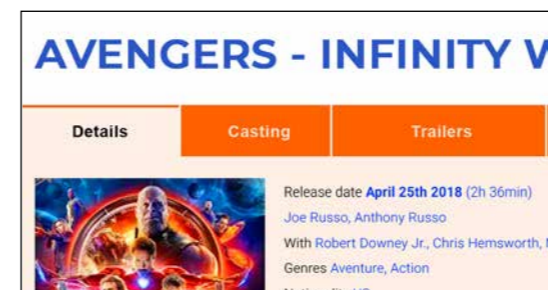 AVENGERS - INFINITY
Details Casting Trailers
Release date April 25th 2018 (2h 36min)
Joe Russo, Anthony Russo
With Robert Downey Jr., Chris Hemsworth,
Genres Aventure, Action